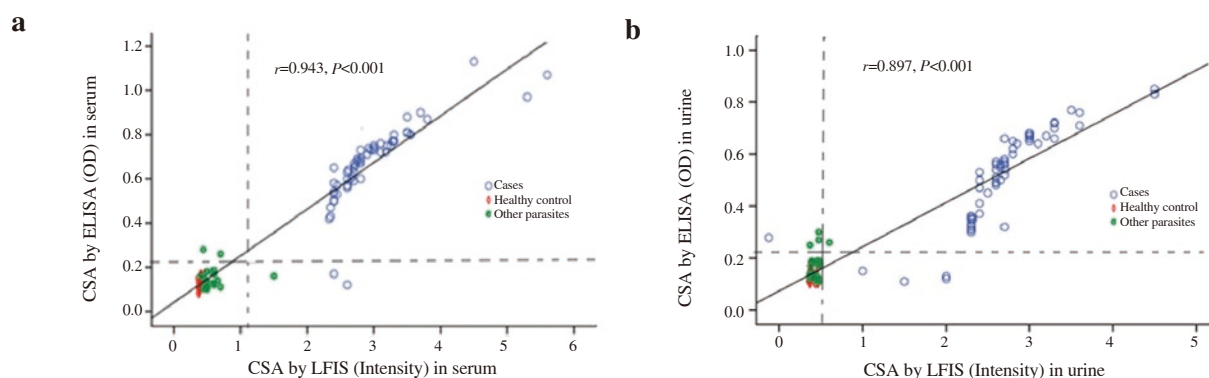 a
CSA by ELISA (OD) in serum
1.2
1.0
0.8
0.6
0.4
0.2
0.0
r=0.943, P<0.001
Cases
Healthy control
Other parasites
0 1 2 3 4 5 6
CSA by LFIS (Intensity) in serum
b
CSA by ELISA (OD) in urine
1.0
0.8
0.6
0.4
0.2
0.0
r=0.897, P<0.001
Cases
Healthy control
Other parasites
0 1 2 3 4 5
CSA by LFIS (Intensity) in urine